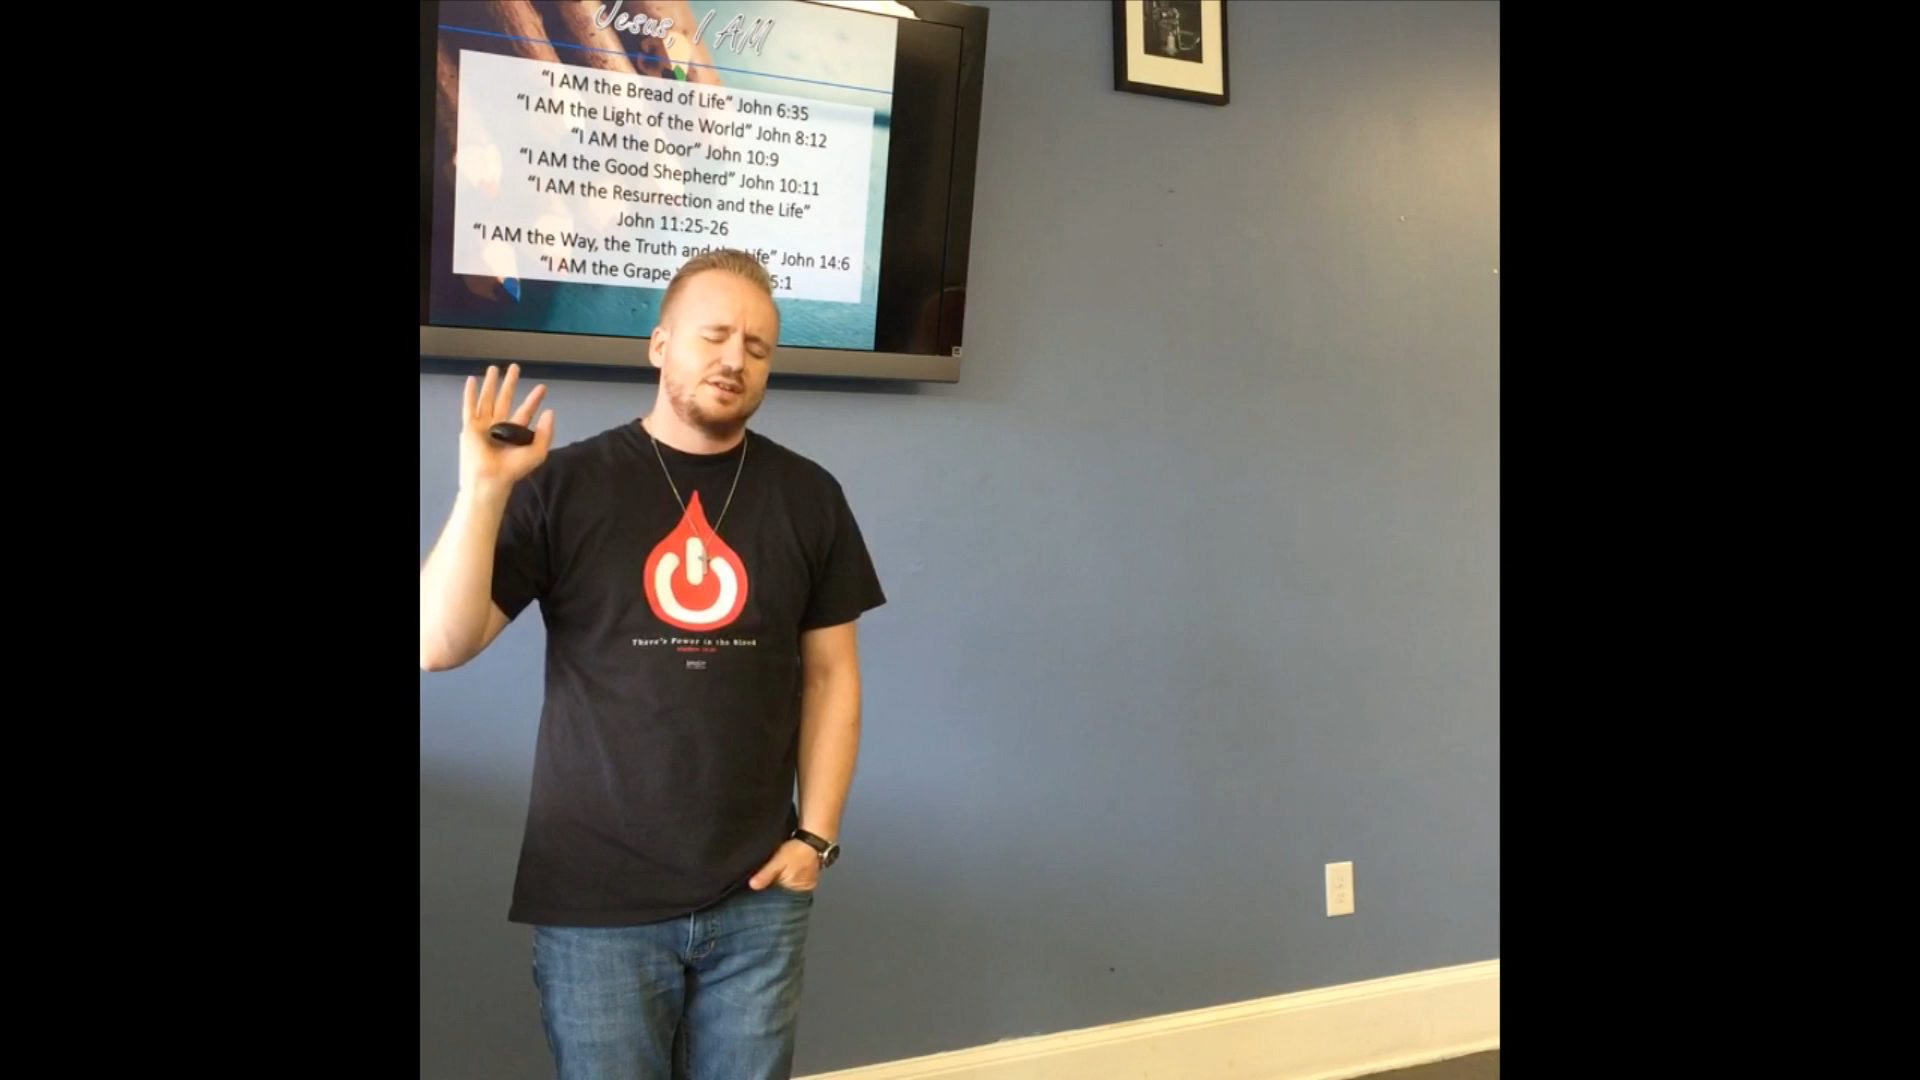 Jesus, I AM
“I AM the Bread of Life” John 6:35
“I AM the Light of the World” John 8:12
“I AM the Door” John 10:9
“I AM the Good Shepherd” John 10:11
“I AM the Resurrection and the Life”
John 11:25-26
“I AM the Way, the Truth and the Life” John 14:6
“I AM the Grape 5:1
There's Power in the Blood